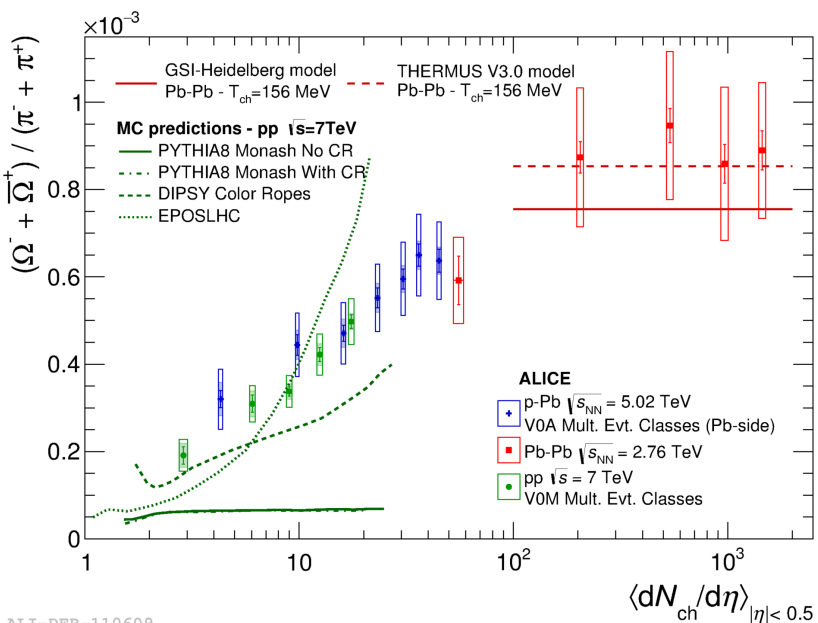 ×10⁻³
(Ω⁻ + Ω̅⁺) / (π⁻ + π⁺)
1
0.8
0.6
0.4
0.2
0
GSI-Heidelberg model
Pb-Pb - T_ch=156 MeV
THERMUS V3.0 model
Pb-Pb - T_ch=156 MeV
MC predictions - pp √s=7TeV
PYTHIA8 Monash No CR
PYTHIA8 Monash With CR
DIPSY Color Ropes
EPOSLHC
ALICE
p-Pb √s_NN = 5.02 TeV
V0A Mult. Evt. Classes (Pb-side)
Pb-Pb √s_NN = 2.76 TeV
pp √s = 7 TeV
V0M Mult. Evt. Classes
1 10 10² 10³
⟨dN_ch/dη⟩_|η|< 0.5